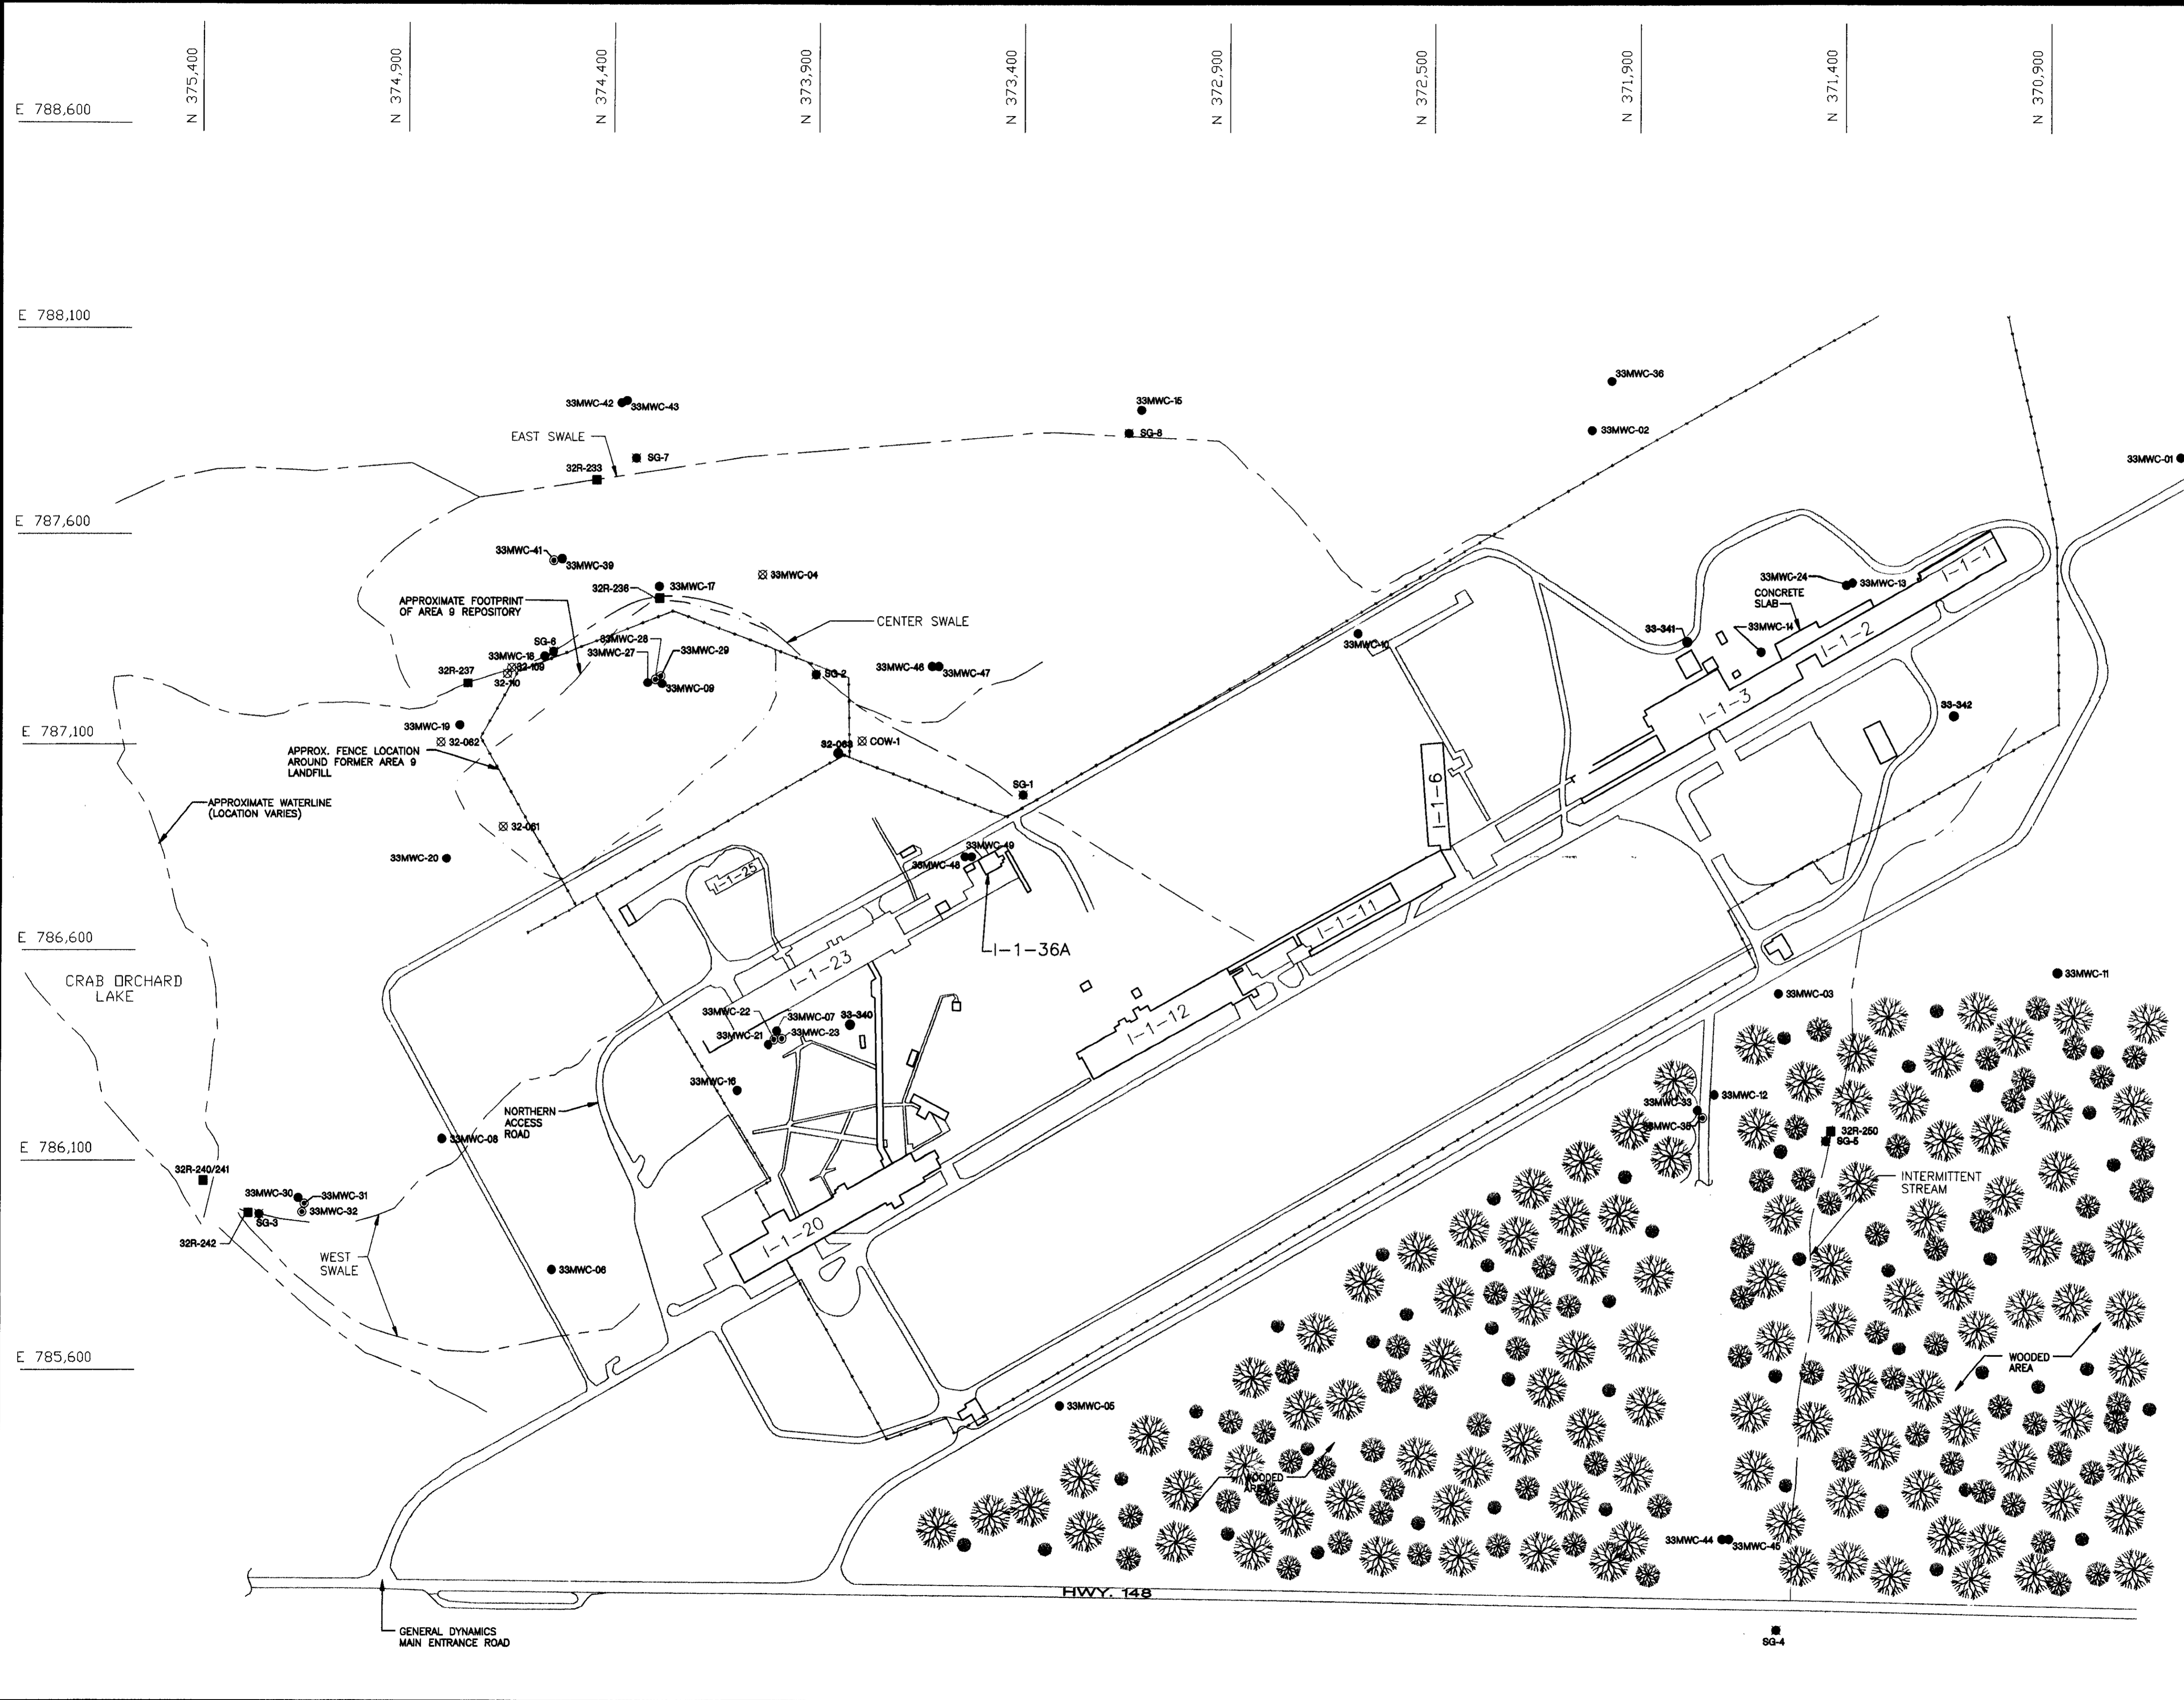 N 375,400
N 374,900
N 374,400
N 373,900
N 373,400
N 372,900
N 372,500
N 371,900
N 371,400
N 370,900
E 788,600
E 788,100
33MWC-36
33MWC-42
33MWC-43
33MWC-15
33MWC-02
EAST SWALE
SG-8
SG-7
33MWC-01
32R-233
E 787,600
33MWC-41
33MWC-39
33MWC-04
32R-236
33MWC-17
33MWC-24
33MWC-13
I-1-1
CONCRETE
SLAB
APPROXIMATE FOOTPRINT
OF AREA 9 REPOSITORY
CENTER SWALE
33-341
33MWC-14
I-1-2
SG-6
33MWC-28
33MWC-10
33MWC-18
33MWC-27
33MWC-29
32R-237
32-109
32-110
33MWC-46
33MWC-47
SG-2
33MWC-09
I-1-3
33-342
33MWC-19
E 787,100
32-062
32-063
COW-1
APPROX. FENCE LOCATION
AROUND FORMER AREA 9
LANDFILL
SG-1
I-1-6
APPROXIMATE WATERLINE
(LOCATION VARIES)
32-061
33MWC-20
33MWC-49
35MWC-48
I-1-25
I-1-11
E 786,600
I-1-36A
I-1-23
CRAB ORCHARD
LAKE
33MWC-11
33MWC-03
33MWC-22
33MWC-07
33-340
33MWC-21
33MWC-23
I-1-12
33MWC-16
33MWC-12
33MWC-33
NORTHERN
ACCESS
ROAD
33MWC-08
32R-250
SG-5
E 786,100
32R-240/241
INTERMITTENT
STREAM
33MWC-30
33MWC-31
33MWC-32
SG-3
32R-242
I-1-20
WEST
SWALE
33MWC-06
E 785,600
WOODED
AREA
33MWC-05
WOODED
AREA
33MWC-44
33MWC-45
HWY. 148
GENERAL DYNAMICS
MAIN ENTRANCE ROAD
SG-4